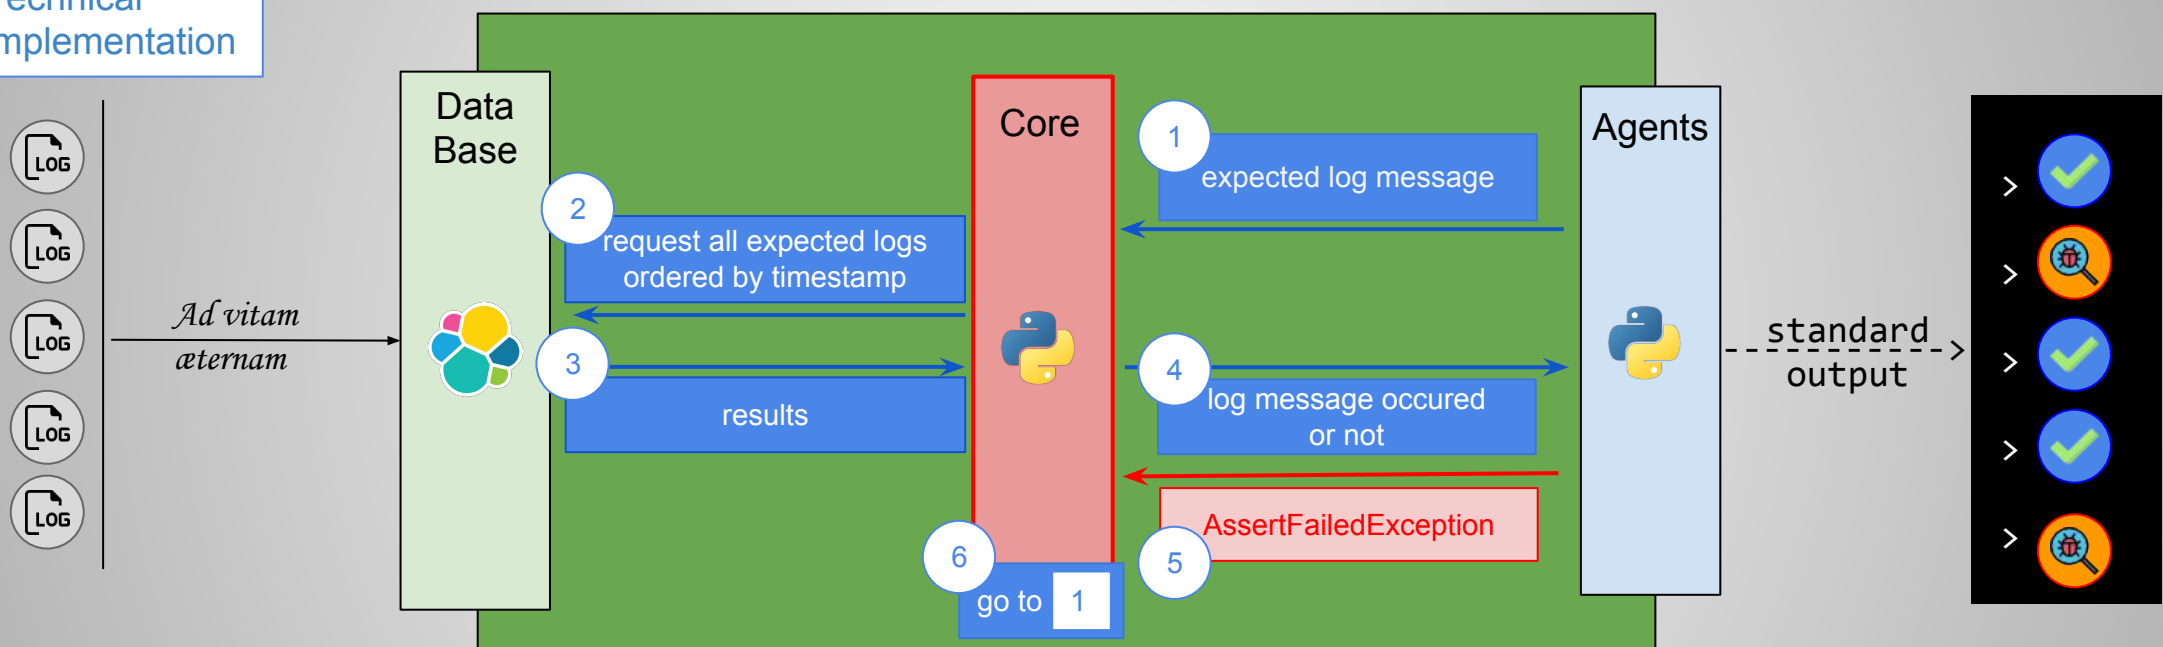 echnical
mplementation
LOG
LOG
LOG
LOG
LOG
Ad vitam
æternam
Data
Base
2
request all expected logs
ordered by timestamp
3
results
Core
1
expected log message
4
log message occured
or not
AssertFailedException
5
6
go to 1
Agents
standard
output
>
>
>
>
>